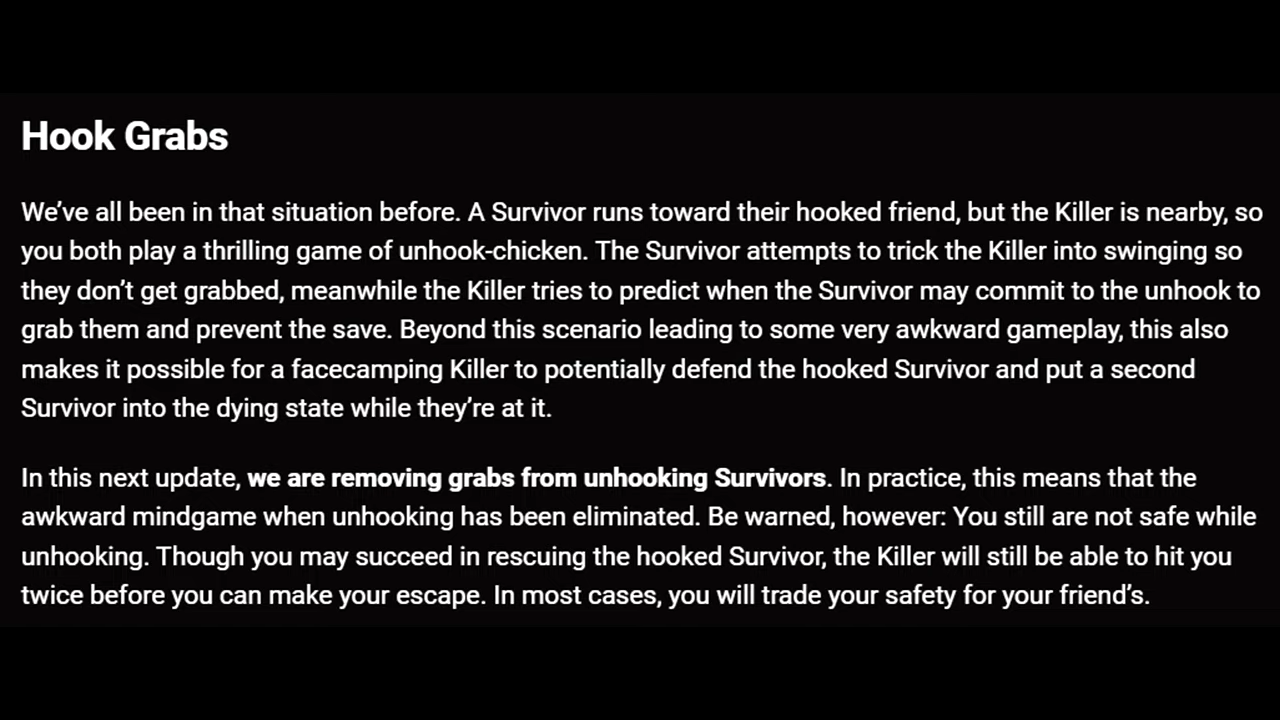 Hook Grabs
We’ve all been in that situation before. A Survivor runs toward their hooked friend, but the Killer is nearby, so
you both play a thrilling game of unhook-chicken. The Survivor attempts to trick the Killer into swinging so
they don’t get grabbed, meanwhile the Killer tries to predict when the Survivor may commit to the unhook to
grab them and prevent the save. Beyond this scenario leading to some very awkward gameplay, this also
makes it possible for a facecamping Killer to potentially defend the hooked Survivor and put a second
Survivor into the dying state while they’re at it.
In this next update, we are removing grabs from unhooking Survivors. In practice, this means that the
awkward mindgame when unhooking has been eliminated. Be warned, however: You still are not safe while
unhooking. Though you may succeed in rescuing the hooked Survivor, the Killer will still be able to hit you
twice before you can make your escape. In most cases, you will trade your safety for your friend’s.